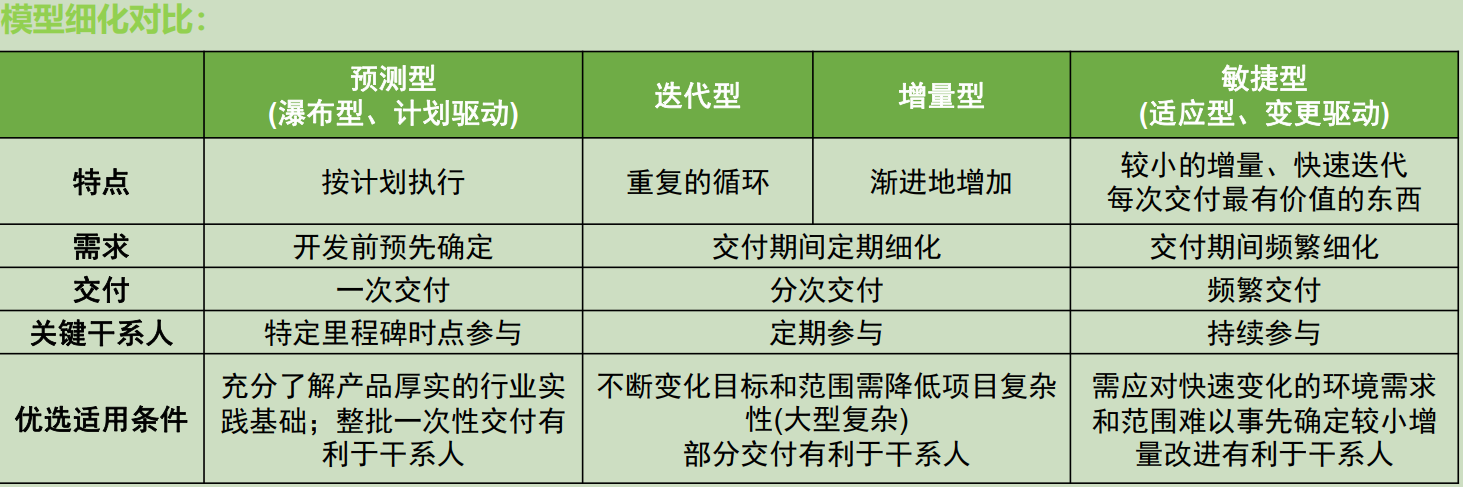 模型细化对比：
预测型
(瀑布型、计划驱动)
迭代型
增量型
敏捷型
(适应型、变更驱动)
特点
按计划执行
重复的循环
渐进地增加
较小的增量、快速迭代
每次交付最有价值的东西
需求
开发前预先确定
交付期间定期细化
交付期间频繁细化
交付
一次交付
分次交付
频繁交付
关键干系人
特定里程碑时点参与
定期参与
持续参与
优选适用条件
充分了解产品厚实的行业实
践基础；整批一次性交付有
利于干系人
不断变化目标和范围需降低项目复杂
性(大型复杂)
部分交付有利于干系人
需应对快速变化的环境需求
和范围难以事先确定较小增
量改进有利于干系人